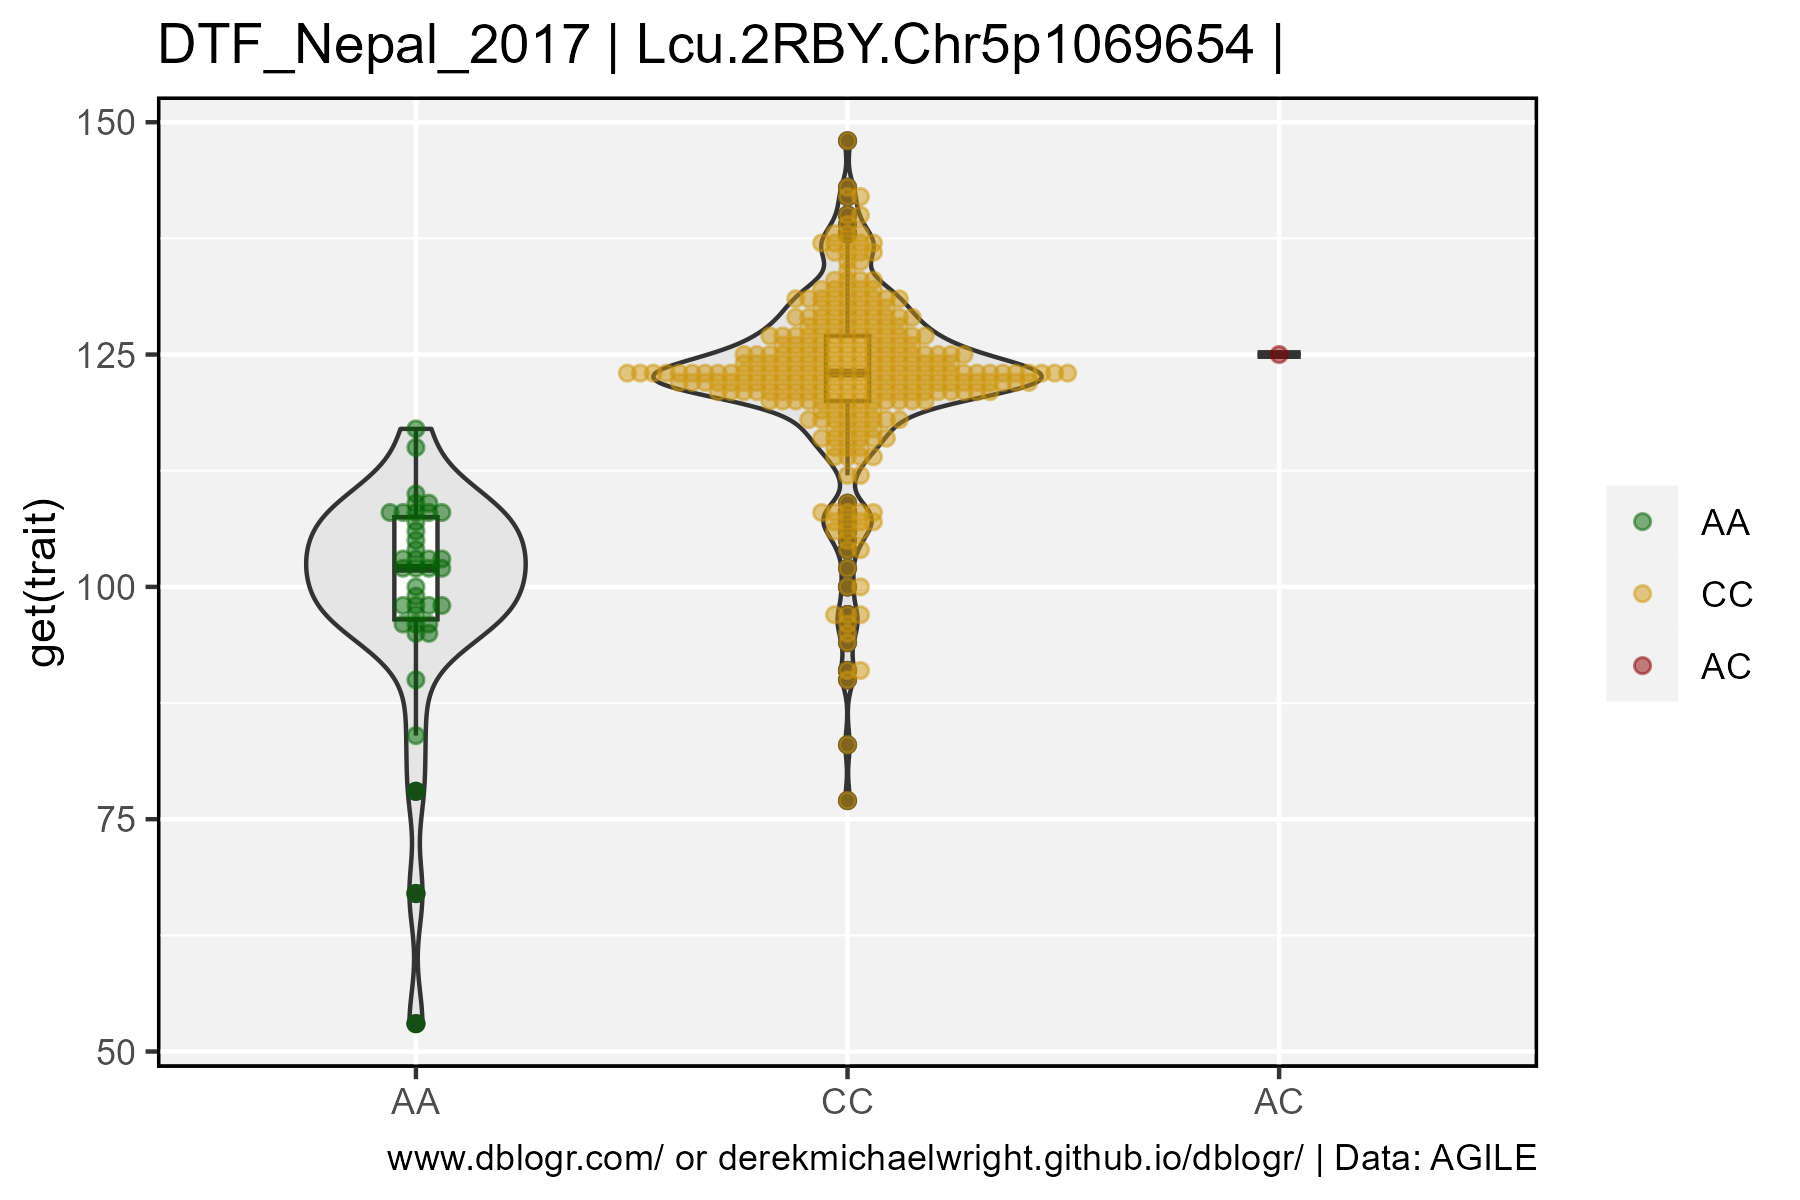 DTF_Nepal_2017 | Lcu.2RBY.Chr5p1069654 |
150
125
100
75
50
get(trait)
AA
CC
AC
AA
CC
AC
www.dblogr.com/ or derekmichaelwright.github.io/dblogr/ | Data: AGILE